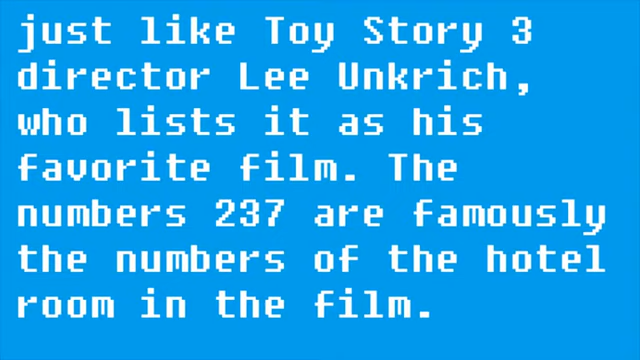 just like Toy Story 3
director Lee Unkrich,
who lists it as his
favorite film. The
numbers 237 are famously
the numbers of the hotel
room in the film.